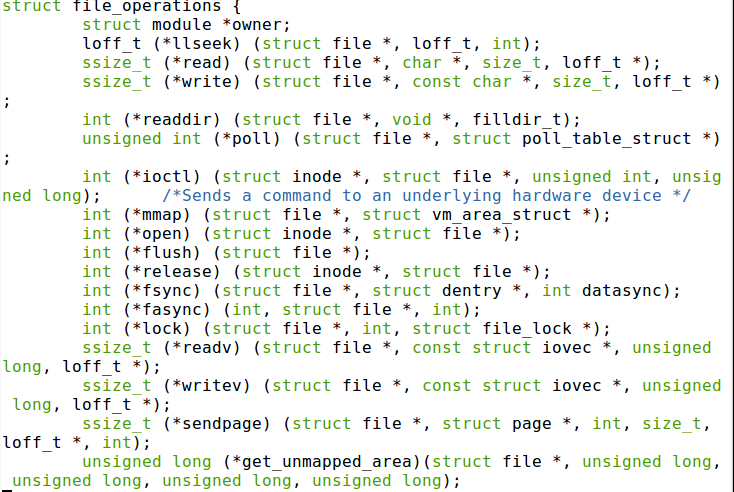 struct file_operations {
        struct module *owner;
        loff_t (*llseek) (struct file *, loff_t, int);
        ssize_t (*read) (struct file *, char *, size_t, loff_t *);
        ssize_t (*write) (struct file *, const char *, size_t, loff_t *)
;
        int (*readdir) (struct file *, void *, filldir_t);
        unsigned int (*poll) (struct file *, struct poll_table_struct *)
;
        int (*ioctl) (struct inode *, struct file *, unsigned int, unsig
ned long);      /*Sends a command to an underlying hardware device */
        int (*mmap) (struct file *, struct vm_area_struct *);
        int (*open) (struct inode *, struct file *);
        int (*flush) (struct file *);
        int (*release) (struct inode *, struct file *);
        int (*fsync) (struct file *, struct dentry *, int datasync);
        int (*fasync) (int, struct file *, int);
        int (*lock) (struct file *, int, struct file_lock *);
        ssize_t (*readv) (struct file *, const struct iovec *, unsigned
long, loff_t *);
        ssize_t (*writev) (struct file *, const struct iovec *, unsigned
 long, loff_t *);
        ssize_t (*sendpage) (struct file *, struct page *, int, size_t,
loff_t *, int);
        unsigned long (*get_unmapped_area)(struct file *, unsigned long,
 unsigned long, unsigned long, unsigned long);